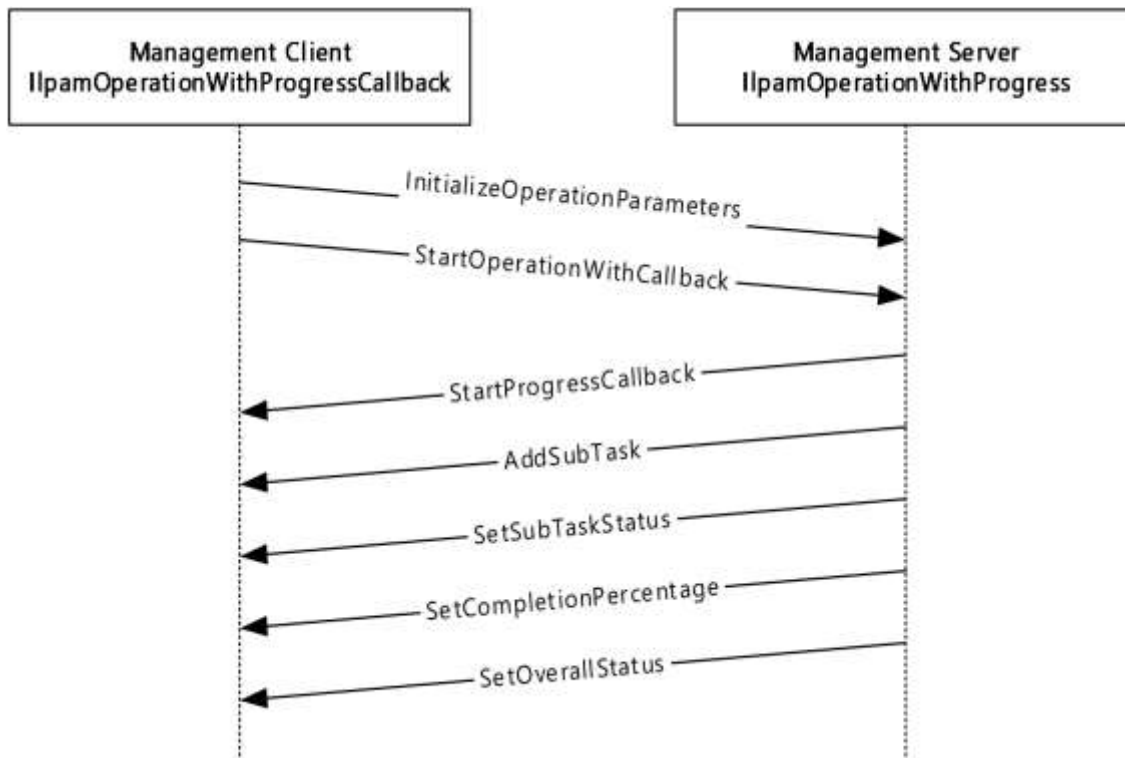 Management Client
IIpamOperationWithProgressCallback
Management Server
IIpamOperationWithProgress
InitializeOperationParameters
StartOperationWithCallback
StartProgressCallback
AddSubTask
SetSubTaskStatus
SetCompletionPercentage
SetOverallStatus